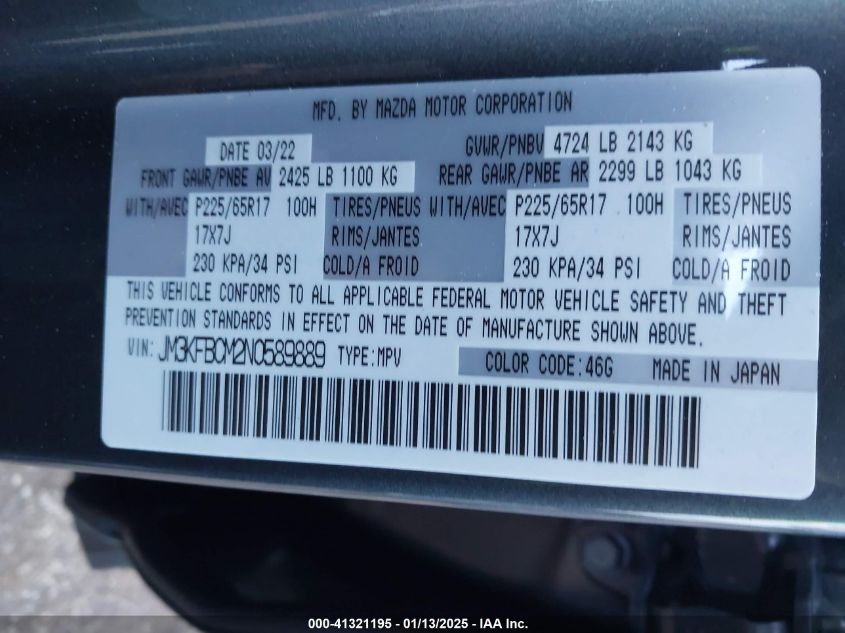 MFD. BY MAZDA MOTOR CORPORATION
DATE 03/22 GVWR/PNBV 4724 LB 2143 KG
FRONT GAWR/PNBE AV 2425 LB 1100 KG REAR GAWR/PNBE AR 2299 LB 1043 KG
WITH/AVEC P225/65R17 100H TIRES/PNEUS WITH/AVEC P225/65R17 100H TIRES/PNEUS
17X7J RIMS/JANTES 17X7J RIMS/JANTES
230 KPA/34 PSI COLD/A FROID 230 KPA/34 PSI COLD/A FROID
THIS VEHICLE CONFORMS TO ALL APPLICABLE FEDERAL MOTOR VEHICLE SAFETY AND THEFT
PREVENTION STANDARDS IN EFFECT ON THE DATE OF MANUFACTURE SHOWN ABOVE.
VIN: JM3KFBCM2N0589889 TYPE:MPV COLOR CODE:46G MADE IN JAPAN
000-41321195 - 01/13/2025 - IAA Inc.